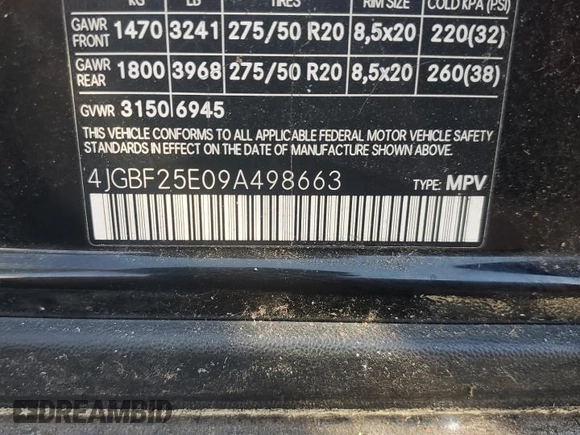 KG LB TIRES RIM SIZE COLD KPA (PSI)
GAWR FRONT 1470 3241 275/50 R20 8,5x20 220(32)
GAWR REAR 1800 3968 275/50 R20 8,5x20 260(38)
GVWR 3150 6945
THIS VEHICLE CONFORMS TO ALL APPLICABLE FEDERAL MOTOR VEHICLE SAFETY
STANDARDS IN EFFECT ON THE DATE OF MANUFACTURE SHOWN ABOVE.
4JGBF25E09A498663 TYPE: MPV
DREAMBID